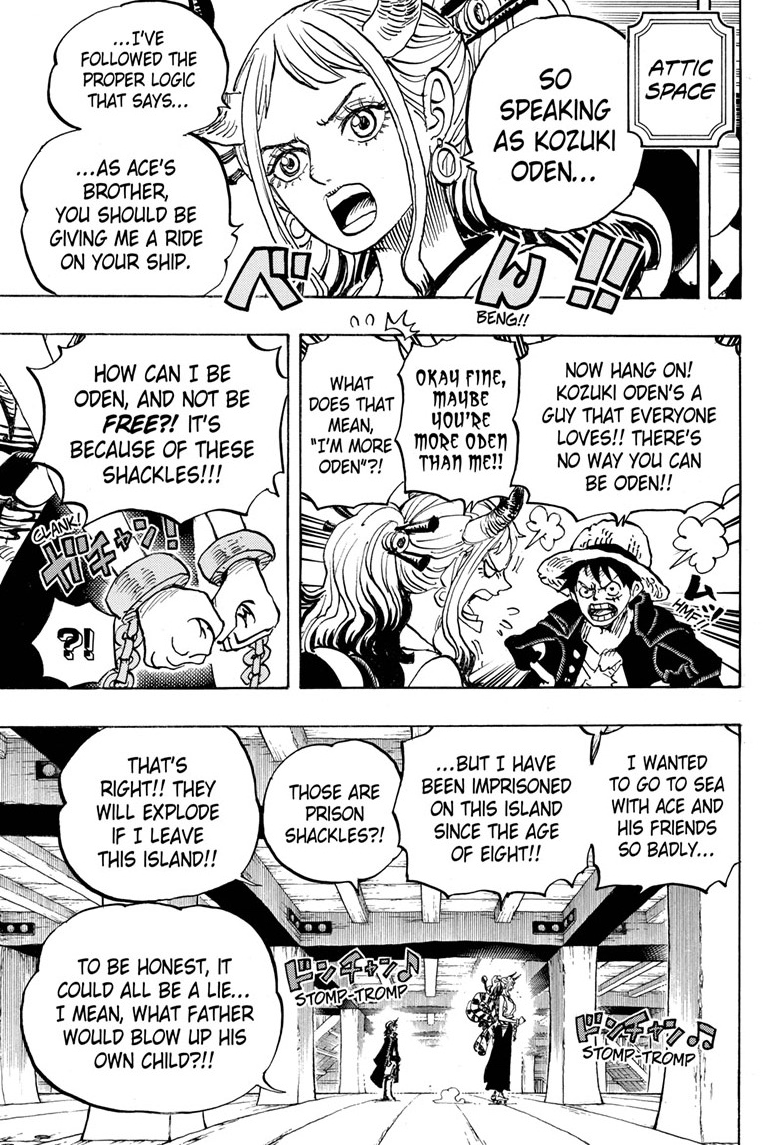 ATTIC
SPACE
SO
SPEAKING
AS KOZUKI
ODEN...
...I'VE
FOLLOWED THE
PROPER LOGIC
THAT SAYS...
...AS ACE'S
BROTHER,
YOU SHOULD BE
GIVING ME A RIDE
ON YOUR SHIP.
べん!!
BENG!!
NOW HANG ON!
KOZUKI ODEN'S A
GUY THAT EVERYONE
LOVES!! THERE'S
NO WAY YOU CAN
BE ODEN!!
OKAY FINE,
MAYBE
YOU'RE
MORE ODEN
THAN ME!!
WHAT
DOES THAT
MEAN,
"I'M MORE
ODEN"?!
ムッ
HMF!!
HOW CAN I BE
ODEN, AND NOT BE
FREE?! IT'S
BECAUSE OF THESE
SHACKLES!!!
CLANK!
ガチャン!!
?!
I WANTED
TO GO TO SEA
WITH ACE AND
HIS FRIENDS
SO BADLY...
...BUT I HAVE
BEEN IMPRISONED
ON THIS ISLAND
SINCE THE AGE
OF EIGHT!!
THOSE ARE
PRISON
SHACKLES?!
THAT'S
RIGHT!! THEY
WILL EXPLODE
IF I LEAVE
THIS ISLAND!!
TO BE HONEST, IT
COULD ALL BE A LIE...
I MEAN, WHAT FATHER
WOULD BLOW UP HIS
OWN CHILD?!!
ドンチャン♪
STOMP-TROMP
ドンチャン♫
STOMP-TROMP